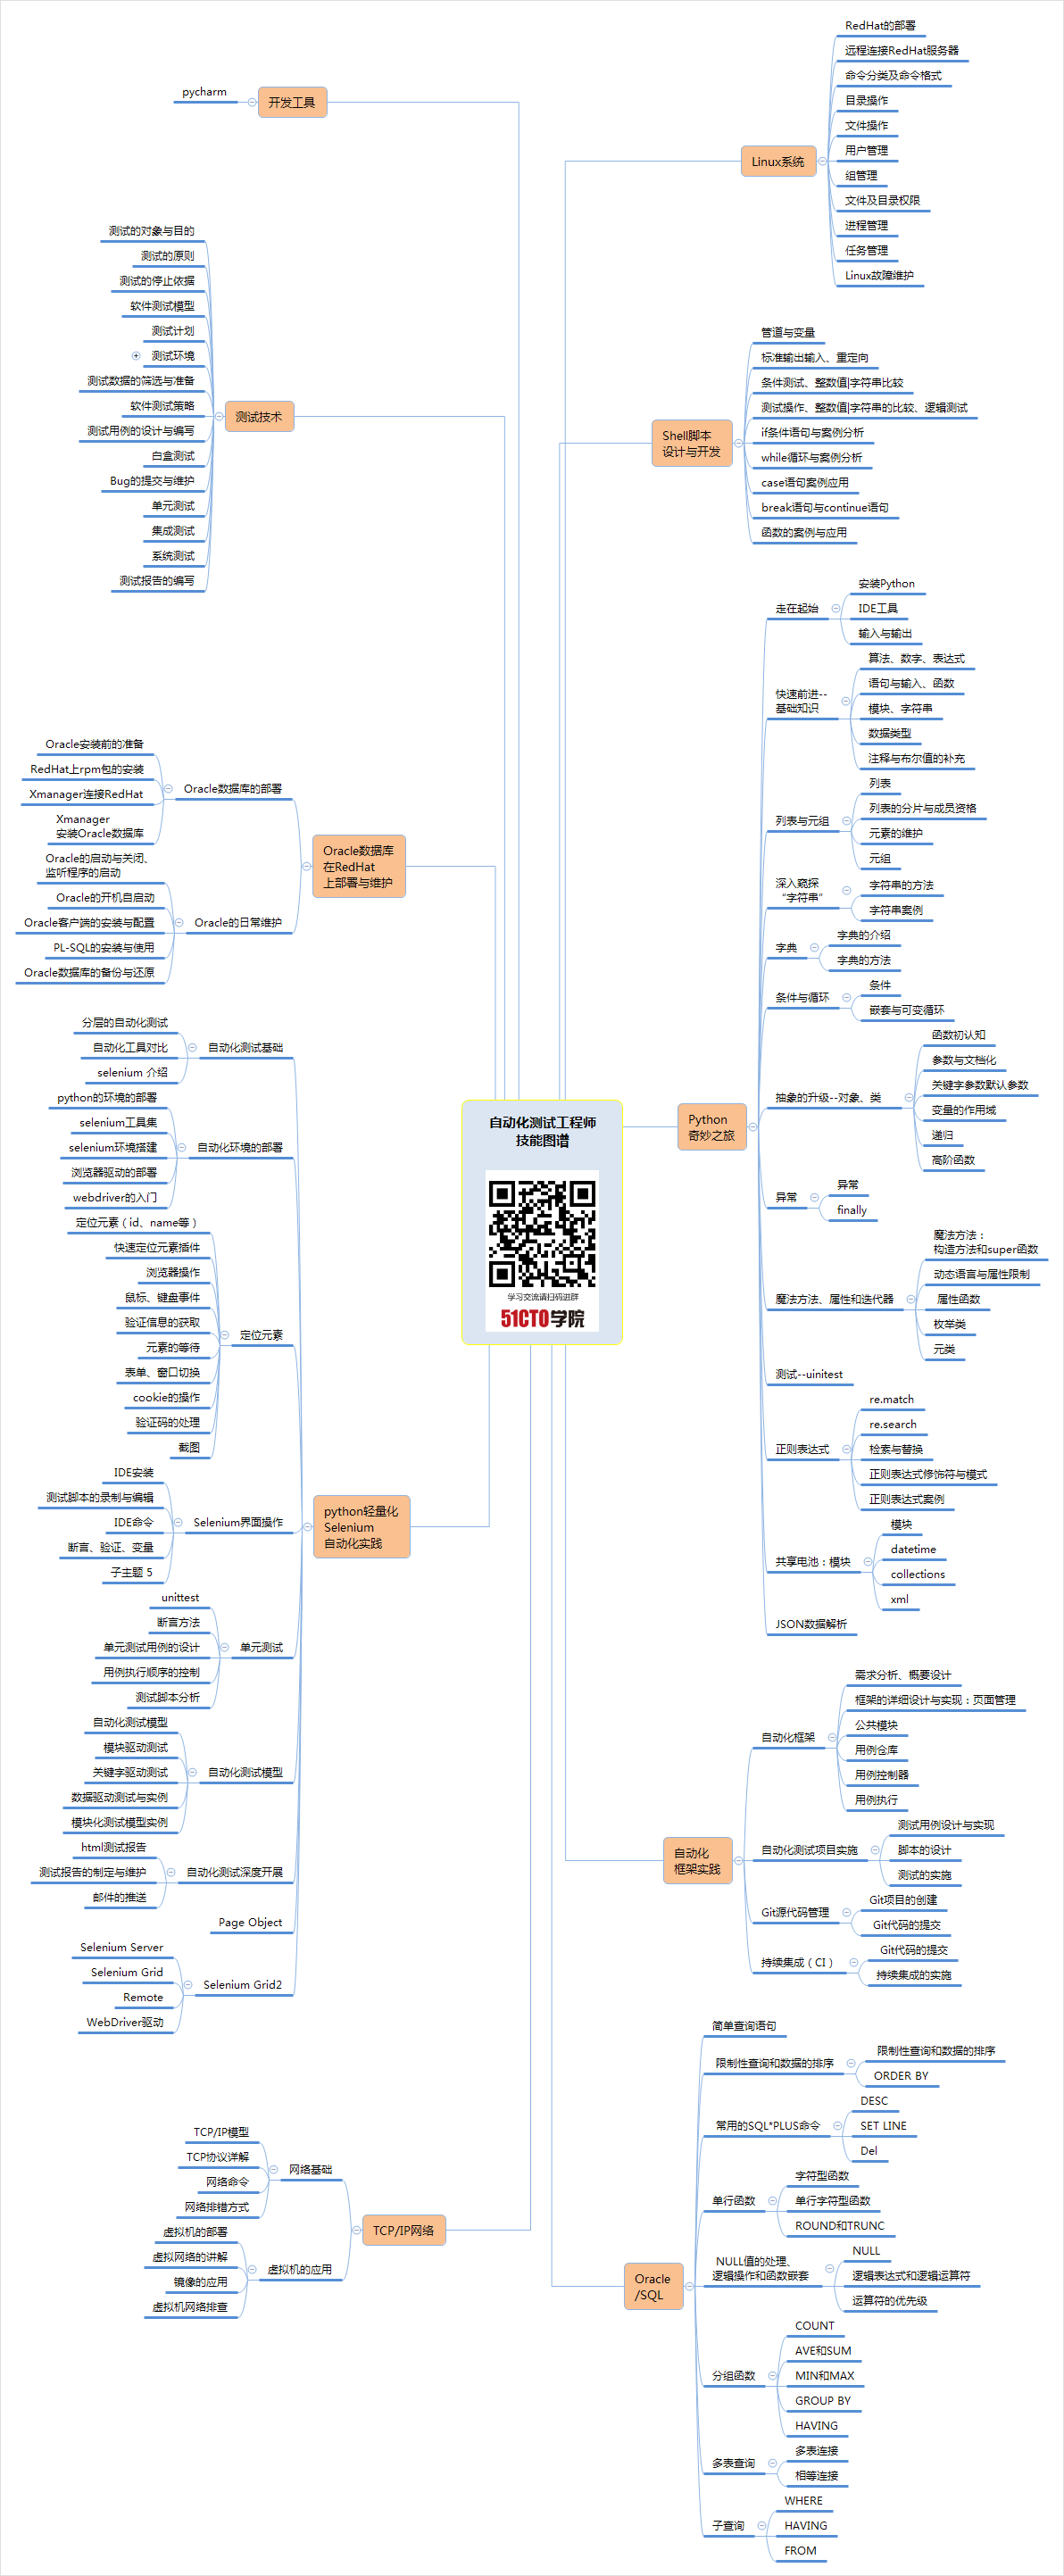 自动化测试工程师
技能图谱
学习交流请扫码进群
51CTO学院
Linux系统
RedHat的部署
远程连接RedHat服务器
命令分类及命令格式
目录操作
文件操作
用户管理
组管理
文件及目录权限
进程管理
任务管理
Linux故障维护
Shell脚本
设计与开发
管道与变量
标准输出输入、重定向
条件测试、整数值|字符串比较
测试操作、整数值|字符串的比较、逻辑测试
if条件语句与案例分析
while循环与案例分析
case语句案例应用
break语句与continue语句
函数的案例与应用
Python
奇妙之旅
走在起始
安装Python
IDE工具
输入与输出
快速前进--
基础知识
算法、数字、表达式
语句与输入、函数
模块、字符串
数据类型
注释与布尔值的补充
列表与元组
列表
列表的分片与成员资格
元素的维护
元组
深入窥探
“字符串”
字符串的方法
字符串案例
字典
字典的介绍
字典的方法
条件与循环
条件
嵌套与可变循环
抽象的升级--对象、类
函数初认知
参数与文档化
关键字参数默认参数
变量的作用域
递归
高阶函数
异常
异常
finally
魔法方法、属性和迭代器
魔法方法：
构造方法和super函数
动态语言与属性限制
属性函数
枚举类
元类
测试--uinitest
正则表达式
re.match
re.search
检索与替换
正则表达式修饰符与模式
正则表达式案例
共享电池：模块
模块
datetime
collections
xml
JSON数据解析
自动化
框架实践
自动化框架
需求分析、概要设计
框架的详细设计与实现：页面管理
公共模块
用例仓库
用例控制器
用例执行
自动化测试项目实施
测试用例设计与实现
脚本的设计
测试的实施
Git源代码管理
Git项目的创建
Git代码的提交
持续集成（CI）
Git代码的提交
持续集成的实施
Oracle
/SQL
简单查询语句
限制性查询和数据的排序
限制性查询和数据的排序
ORDER BY
常用的SQL*PLUS命令
DESC
SET LINE
Del
单行函数
字符型函数
单行字符型函数
ROUND和TRUNC
NULL值的处理、
逻辑操作和函数嵌套
NULL
逻辑表达式和逻辑运算符
运算符的优先级
分组函数
COUNT
AVE和SUM
MIN和MAX
GROUP BY
HAVING
多表查询
多表连接
相等连接
子查询
WHERE
HAVING
FROM
开发工具
pycharm
测试技术
测试的对象与目的
测试的原则
测试的停止依据
软件测试模型
测试计划
测试环境
测试数据的筛选与准备
软件测试策略
测试用例的设计与编写
白盒测试
Bug的提交与维护
单元测试
集成测试
系统测试
测试报告的编写
Oracle数据库
在RedHat
上部署与维护
Oracle数据库的部署
Oracle安装前的准备
RedHat上rpm包的安装
Xmanager连接RedHat
Xmanager
安装Oracle数据库
Oracle的日常维护
Oracle的启动与关闭、
监听程序的启动
Oracle的开机自启动
Oracle客户端的安装与配置
PL-SQL的安装与使用
Oracle数据库的备份与还原
python轻量化
Selenium
自动化实践
自动化测试基础
分层的自动化测试
自动化工具对比
selenium 介绍
自动化环境的部署
python的环境的部署
selenium工具集
selenium环境搭建
浏览器驱动的部署
webdriver的入门
定位元素
定位元素（id、name等）
快速定位元素插件
浏览器操作
鼠标、键盘事件
验证信息的获取
元素的等待
表单、窗口切换
cookie的操作
验证码的处理
截图
Selenium界面操作
IDE安装
测试脚本的录制与编辑
IDE命令
断言、验证、变量
子主题 5
单元测试
unittest
断言方法
单元测试用例的设计
用例执行顺序的控制
测试脚本分析
自动化测试模型
自动化测试模型
模块驱动测试
关键字驱动测试
数据驱动测试与实例
模块化测试模型实例
自动化测试深度开展
html测试报告
测试报告的制定与维护
邮件的推送
Page Object
Selenium Grid2
Selenium Server
Selenium Grid
Remote
WebDriver驱动
TCP/IP网络
网络基础
TCP/IP模型
TCP协议详解
网络命令
网络排错方式
虚拟机的应用
虚拟机的部署
虚拟网络的讲解
镜像的应用
虚拟机网络排查